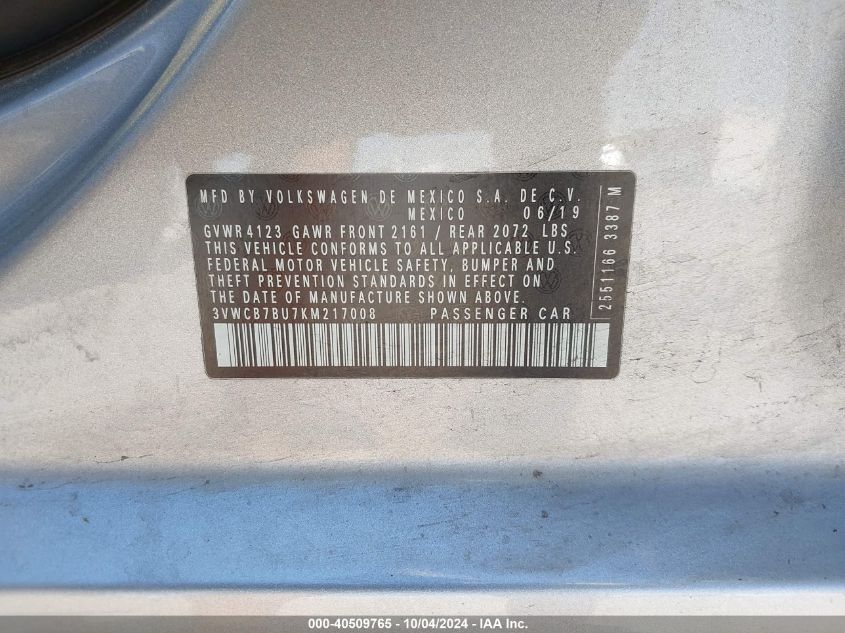 MFD BY VOLKSWAGEN DE MEXICO S.A. DE C.V.
MEXICO 06/19
GVWR 4123 GAWR FRONT 2161 / REAR 2072 LBS
THIS VEHICLE CONFORMS TO ALL APPLICABLE U.S.
FEDERAL MOTOR VEHICLE SAFETY, BUMPER AND
THEFT PREVENTION STANDARDS IN EFFECT ON
THE DATE OF MANUFACTURE SHOWN ABOVE.
3VWCB7BU7KM217008 PASSENGER CAR
2551166 3387 M
000-40509765 - 10/04/2024 - IAA Inc.